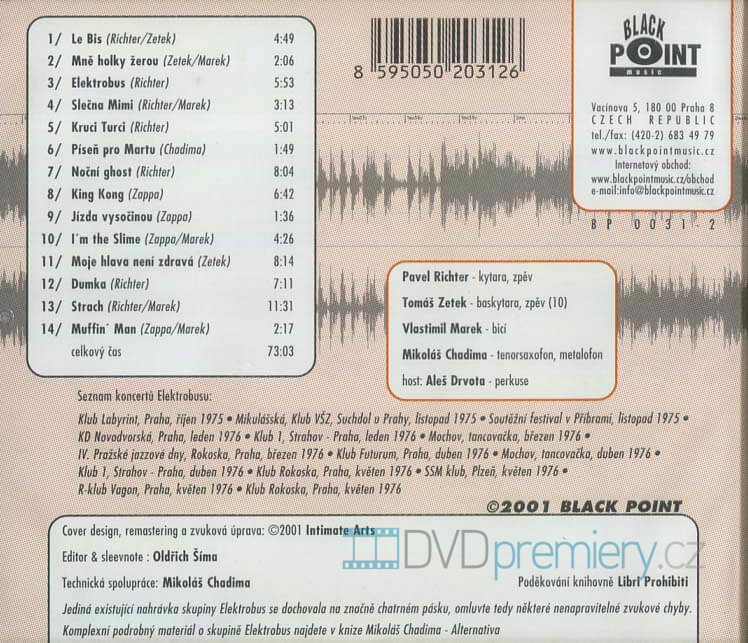 1/ Le Bis (Richter/Zetek) 4:49
2/ Mně holky žerou (Zetek/Marek) 2:06
3/ Elektrobus (Richter) 5:53
4/ Slečna Mimi (Richter/Marek) 3:13
5/ Kruci Turci (Richter) 5:01
6/ Píseň pro Martu (Chadima) 1:49
7/ Noční ghost (Richter) 8:04
8/ King Kong (Zappa) 6:42
9/ Jízda vysočinou (Zappa) 1:36
10/ I´m the Slime (Zappa/Marek) 4:26
11/ Moje hlava není zdravá (Zetek) 8:14
12/ Dumka (Richter) 7:11
13/ Strach (Richter/Marek) 11:31
14/ Muffin´ Man (Zappa/Marek) 2:17
celkový čas 73:03
8 595050 203126
BLACK
POINT
music
Vacínova 5, 180 00 Praha 8
CZECH REPUBLIC
tel./fax: (420-2) 683 49 79
www.blackpointmusic.cz
Internetový obchod:
www.blackpointmusic.cz/obchod
e-mail:info@blackpointmusic.cz
BP 0031-2
Pavel Richter - kytara, zpěv
Tomáš Zetek - baskytara, zpěv (10)
Vlastimil Marek - bicí
Mikoláš Chadima - tenorsaxofon, metalofon
host: Aleš Drvota - perkuse
Seznam koncertů Elektrobusu:
Klub Labyrint, Praha, říjen 1975 • Mikulášská, Klub VŠZ, Suchdol u Prahy, listopad 1975 • Soutěžní festival v Příbrami, listopad 1975 •
KD Novodvorská, Praha, leden 1976 • Klub 1, Strahov - Praha, leden 1976 • Mochov, tancovačka, březen 1976 •
IV. Pražské jazzové dny, Rokoska, Praha, březen 1976 • Klub Futurum, Praha, duben 1976 • Mochov, tancovačka, duben 1976 •
Klub 1, Strahov - Praha, duben 1976 • Klub Rokoska, Praha, květen 1976 • SSM klub, Plzeň, květen 1976 •
R-klub Vagon, Praha, květen 1976 • Klub Rokoska, Praha, květen 1976
©2001 BLACK POINT
Cover design, remastering a zvuková úprava: ©2001 Intimate Arts
Editor & sleevnote : Oldřich Šíma
DVDpremiery.cz
Technická spolupráce: Mikoláš Chadima Poděkování knihovně Libri Prohibiti
Jediná existující nahrávka skupiny Elektrobus se dochovala na značně chatrném pásku, omluvte tedy některé nenapravitelné zvukové chyby.
Komplexní podrobný materiál o skupině Elektrobus najdete v knize Mikoláš Chadima - Alternativa